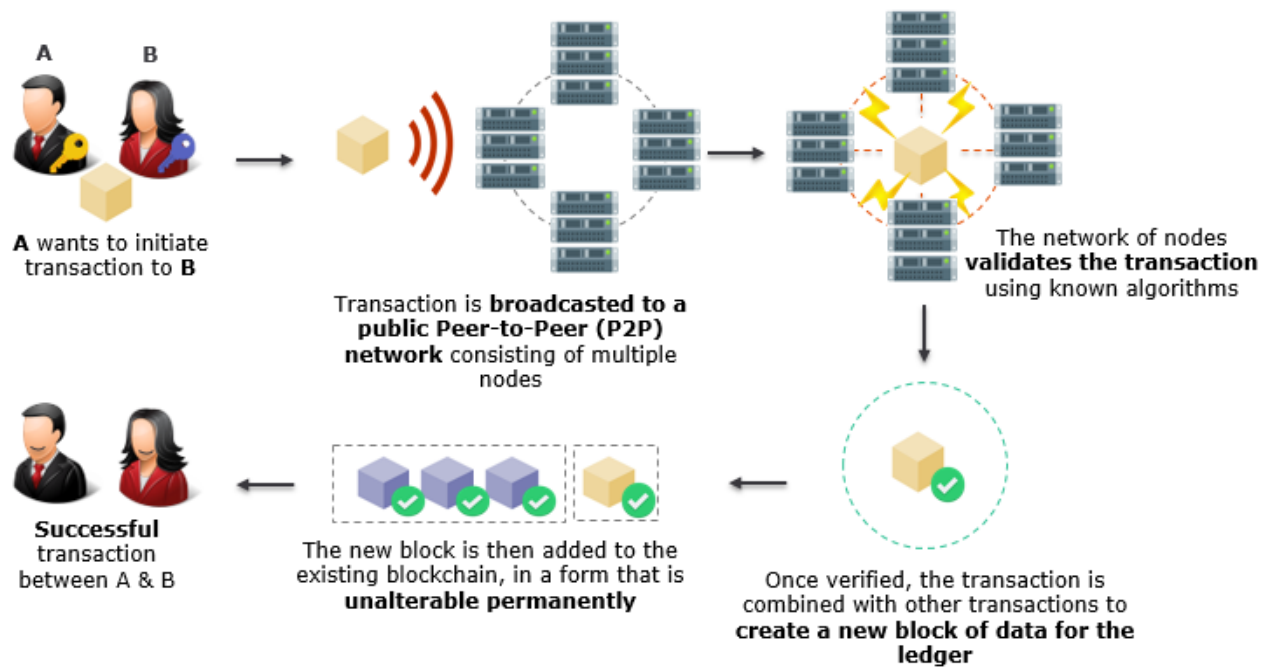 A
B
A wants to initiate
transaction to B
Transaction is broadcasted to a
public Peer-to-Peer (P2P)
network consisting of multiple
nodes
The network of nodes
validates the transaction
using known algorithms
Once verified, the transaction is
combined with other transactions to
create a new block of data for the
ledger
The new block is then added to the
existing blockchain, in a form that is
unalterable permanently
Successful
transaction
between A & B